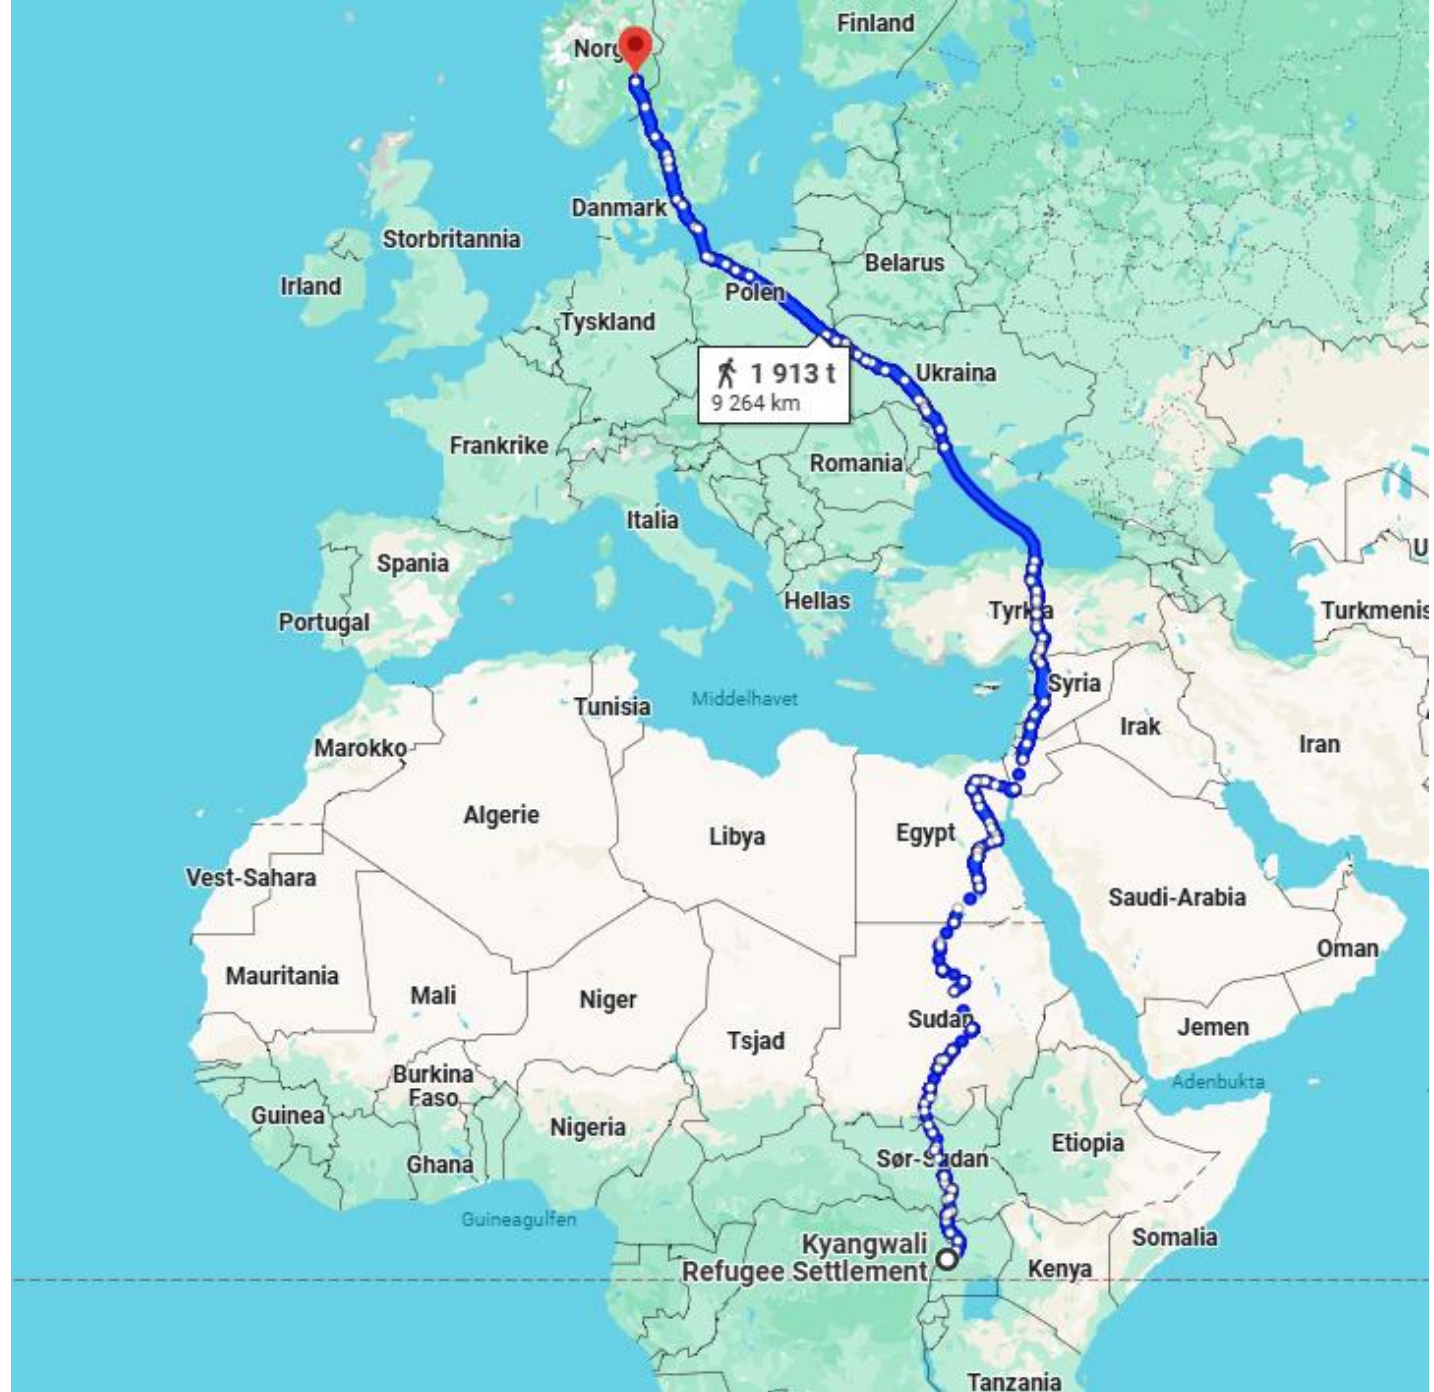 Finland
Norg
Danmark
Storbritannia
Belarus
Irland
Polen
Tyskland
1 913 t
9 264 km
Ukraina
Frankrike
Romania
Italia
Spania
Hellas
Tyrkia
Turkmenis
Portugal
Syria
Middelhavet
Tunisia
Irak
Iran
Marokko
Algerie
Libya
Egypt
Vest-Sahara
Saudi-Arabia
Oman
Mauritania
Mali
Niger
Sudan
Jemen
Tsjad
Burkina
Faso
Adenbukta
Guinea
Nigeria
Etiopia
Ghana
Sør-Sudan
Guineagulfen
Somalia
Kyangwali
Refugee Settlement
Kenya
Tanzania